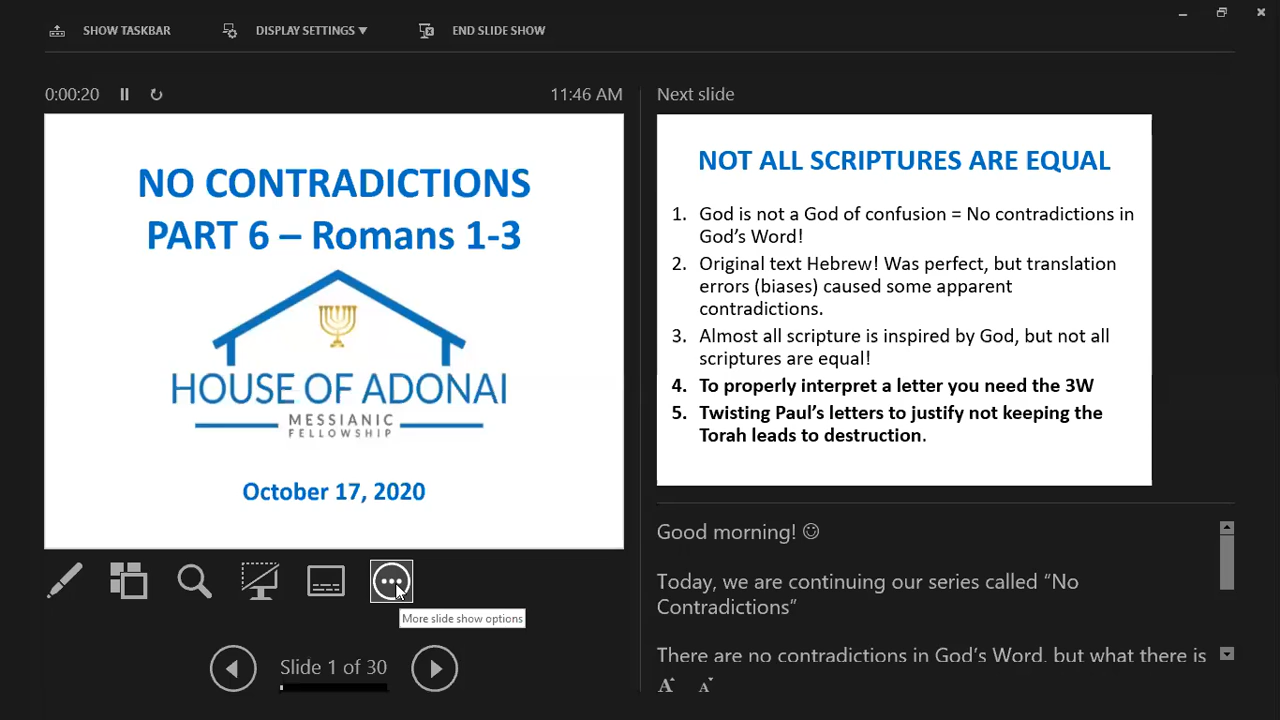 SHOW TASKBAR
DISPLAY SETTINGS ▼
END SLIDE SHOW
0:00:20
11:46 AM
NO CONTRADICTIONS
PART 6 – Romans 1-3
HOUSE OF ADONAI
MESSIANIC
FELLOWSHIP
October 17, 2020
More slide show options
Slide 1 of 30
Next slide
NOT ALL SCRIPTURES ARE EQUAL
1. God is not a God of confusion = No contradictions in
God's Word!
2. Original text Hebrew! Was perfect, but translation
errors (biases) caused some apparent
contradictions.
3. Almost all scripture is inspired by God, but not all
scriptures are equal!
4. To properly interpret a letter you need the 3W
5. Twisting Paul's letters to justify not keeping the
Torah leads to destruction.
Good morning! ☺
Today, we are continuing our series called “No
Contradictions”
There are no contradictions in God's Word, but what there is
A A